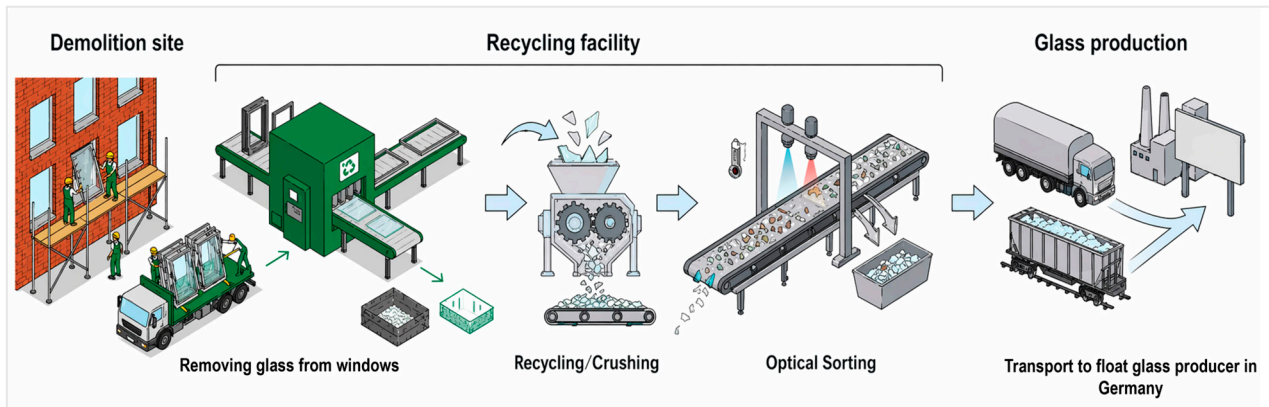 Demolition site
Recycling facility
Glass production
Removing glass from windows
Recycling/Crushing
Optical Sorting
Transport to float glass producer in
Germany